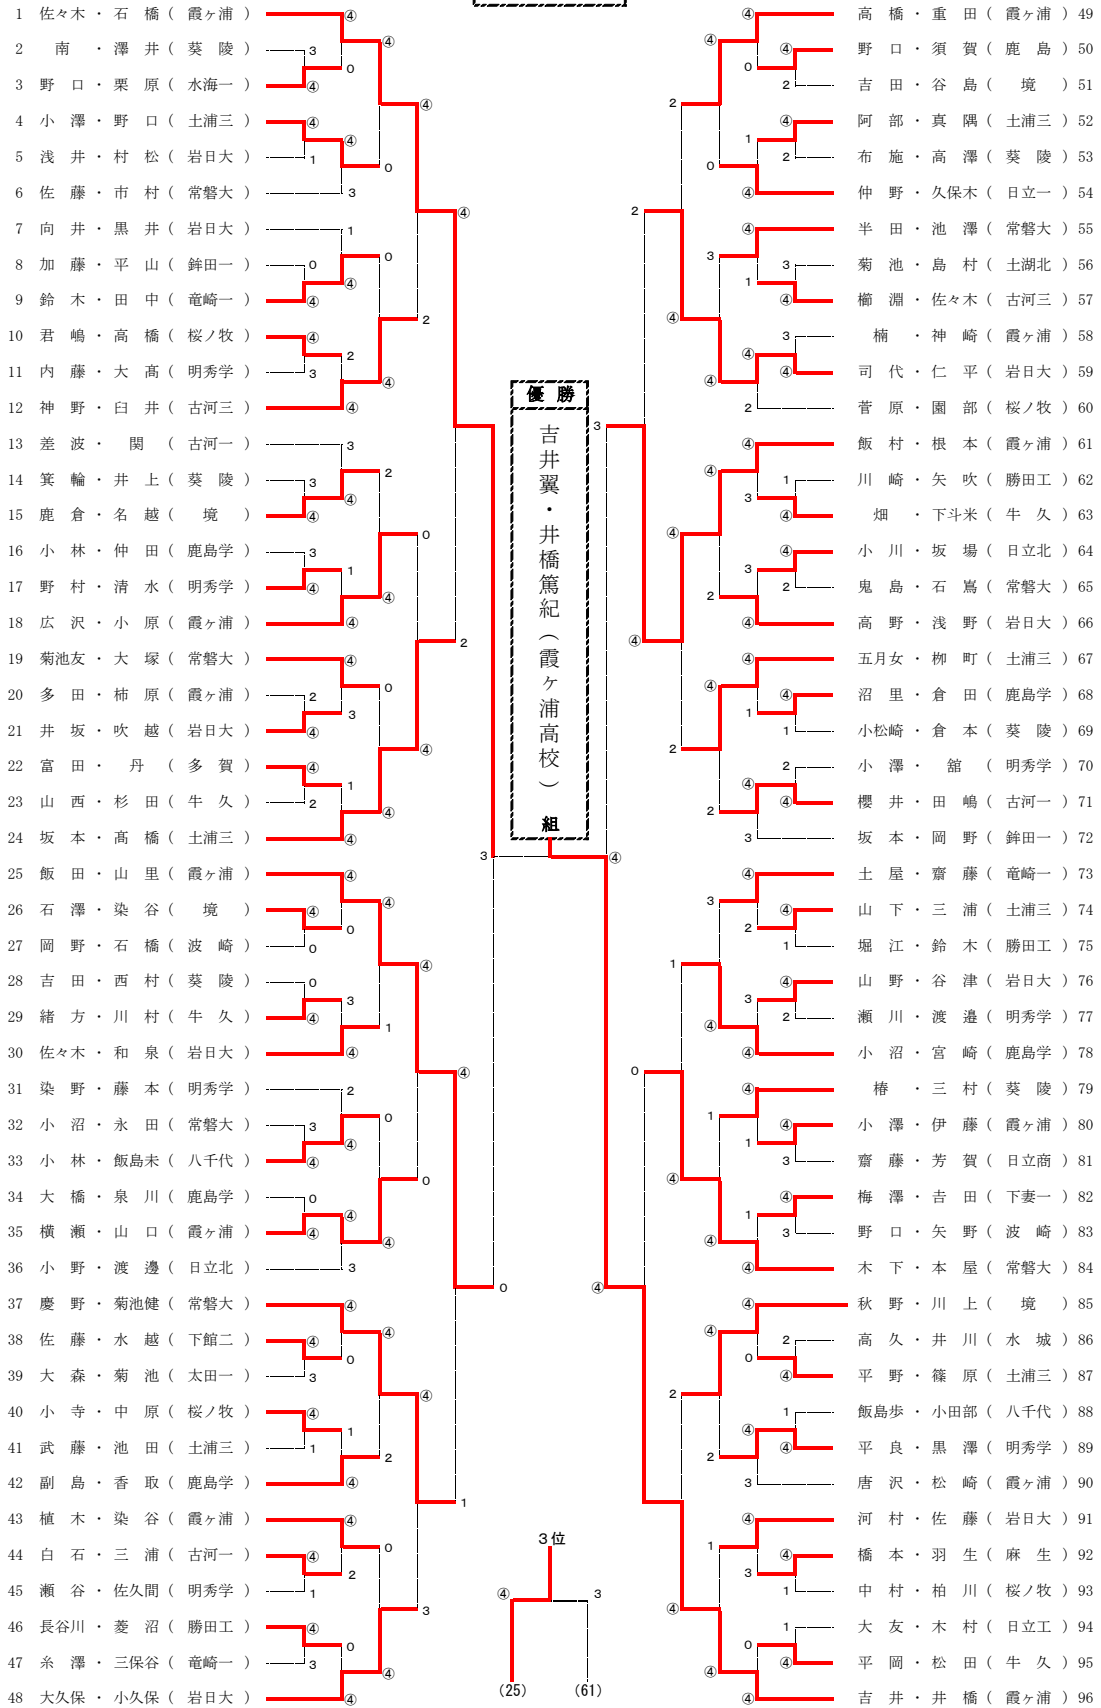 1 佐々木・石橋（霞ヶ浦）
2 南・澤井（葵陵）
3 野口・栗原（水海一）
4 小澤・野口（土浦三）
5 浅井・村松（岩日大）
6 佐藤・市村（常磐大）
7 向井・黒井（岩日大）
8 加藤・平山（鉾田一）
9 鈴木・田中（竜崎一）
10 君嶋・高橋（桜ノ牧）
11 内藤・大髙（明秀学）
12 神野・臼井（古河三）
13 差波・関（古河一）
14 箕輪・井上（葵陵）
15 鹿倉・名越（境）
16 小林・仲田（鹿島学）
17 野村・清水（明秀学）
18 広沢・小原（霞ヶ浦）
19 菊池友・大塚（常磐大）
20 多田・柿原（霞ヶ浦）
21 井坂・吹越（岩日大）
22 富田・丹（多賀）
23 山西・杉田（牛久）
24 坂本・髙橋（土浦三）
25 飯田・山里（霞ヶ浦）
26 石澤・染谷（境）
27 岡野・石橋（波崎）
28 吉田・西村（葵陵）
29 緒方・川村（牛久）
30 佐々木・和泉（岩日大）
31 染野・藤本（明秀学）
32 小沼・永田（常磐大）
33 小林・飯島未（八千代）
34 大橋・泉川（鹿島学）
35 横瀬・山口（霞ヶ浦）
36 小野・渡邊（日立北）
37 慶野・菊池健（常磐大）
38 佐藤・水越（下館二）
39 大森・菊池（太田一）
40 小寺・中原（桜ノ牧）
41 武藤・池田（土浦三）
42 副島・香取（鹿島学）
43 植木・染谷（霞ヶ浦）
44 白石・三浦（古河一）
45 瀬谷・佐久間（明秀学）
46 長谷川・菱沼（勝田工）
47 糸澤・三保谷（竜崎一）
48 大久保・小久保（岩日大）
優勝
吉井翼・井橋篤紀（霞ヶ浦高校）
組
3 ④
3位
④ 3
(25) (61)
高橋・重田（霞ヶ浦）49
野口・須賀（鹿島）50
吉田・谷島（境）51
阿部・真隅（土浦三）52
布施・高澤（葵陵）53
仲野・久保木（日立一）54
半田・池澤（常磐大）55
菊池・島村（土湖北）56
櫛淵・佐々木（古河三）57
楠・神崎（霞ヶ浦）58
司代・仁平（岩日大）59
菅原・園部（桜ノ牧）60
飯村・根本（霞ヶ浦）61
川崎・矢吹（勝田工）62
畑・下斗米（牛久）63
小川・坂場（日立北）64
鬼島・石嶌（常磐大）65
高野・浅野（岩日大）66
五月女・栁町（土浦三）67
沼里・倉田（鹿島学）68
小松崎・倉本（葵陵）69
小澤・舘（明秀学）70
櫻井・田嶋（古河一）71
坂本・岡野（鉾田一）72
土屋・齋藤（竜崎一）73
山下・三浦（土浦三）74
堀江・鈴木（勝田工）75
山野・谷津（岩日大）76
瀬川・渡邉（明秀学）77
小沼・宮崎（鹿島学）78
椿・三村（葵陵）79
小澤・伊藤（霞ヶ浦）80
齋藤・芳賀（日立商）81
梅澤・吉田（下妻一）82
野口・矢野（波崎）83
木下・本屋（常磐大）84
秋野・川上（境）85
高久・井川（水城）86
平野・篠原（土浦三）87
飯島歩・小田部（八千代）88
平良・黒澤（明秀学）89
唐沢・松崎（霞ヶ浦）90
河村・佐藤（岩日大）91
橋本・羽生（麻生）92
中村・柏川（桜ノ牧）93
大友・木村（日立工）94
平岡・松田（牛久）95
吉井・井橋（霞ヶ浦）96